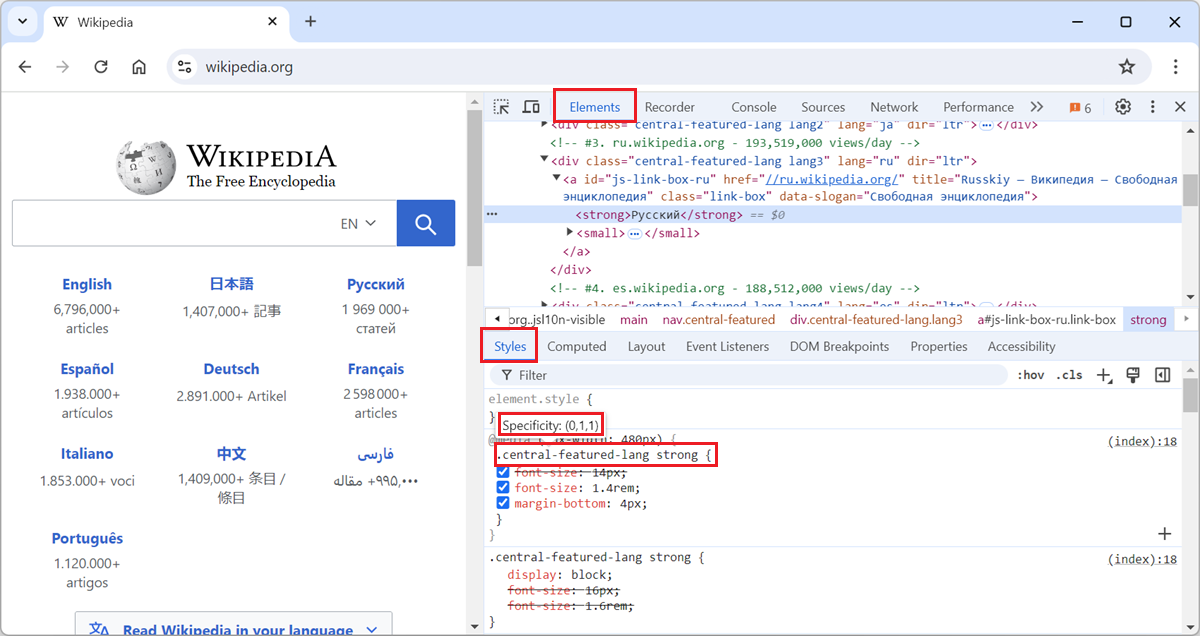 Wikipedia
wikipedia.org
WIKIPEDIA
The Free Encyclopedia
EN
English
6,796,000+
articles
日本語
1,407,000+ 記事
Русский
1 969 000+
статей
Español
1.938.000+
artículos
Deutsch
2.891.000+ Artikel
Français
2 598 000+
articles
Italiano
1.853.000+ voci
中文
1,409,000+ 条目 /
條目
فارسی
۹۹۵٬۰۰۰+ مقاله
Português
1.120.000+
artigos
Read Wikipedia in your language
Elements Recorder Console Sources Network Performance 6
<div class="central-featured-lang lang2" lang="ja" dir="ltr"> ⋯ </div>
<!-- #3. ru.wikipedia.org - 193,519,000 views/day -->
<div class="central-featured-lang lang3" lang="ru" dir="ltr">
<a id="js-link-box-ru" href="//ru.wikipedia.org/" title="Russkiy — Википедия — Свободная
энциклопедия" class="link-box" data-slogan="Свободная энциклопедия">
<strong>Русский</strong> == $0
<small> ⋯ </small>
</a>
</div>
<!-- #4. es.wikipedia.org - 188,512,000 views/day -->
<div class="central-featured-lang lang4" lang="es" dir="ltr"> ⋯ </div>
org..jsl10n-visible main nav.central-featured div.central-featured-lang.lang3 a#js-link-box-ru.link-box strong
Styles Computed Layout Event Listeners DOM Breakpoints Properties Accessibility
Filter :hov .cls
element.style {
}
Specificity: (0,1,1)
@media 480px) { (index):18
.central-featured-lang strong {
font-size: 14px;
font-size: 1.4rem;
margin-bottom: 4px;
}
}
.central-featured-lang strong { (index):18
display: block;
font-size: 16px;
font-size: 1.6rem;
}